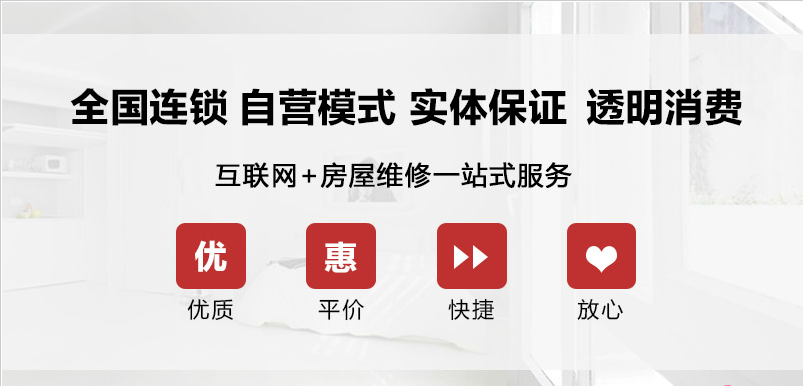 全国连锁 自营模式 实体保证 透明消费
互联网+房屋维修一站式服务
优 惠
优质 平价 快捷 放心